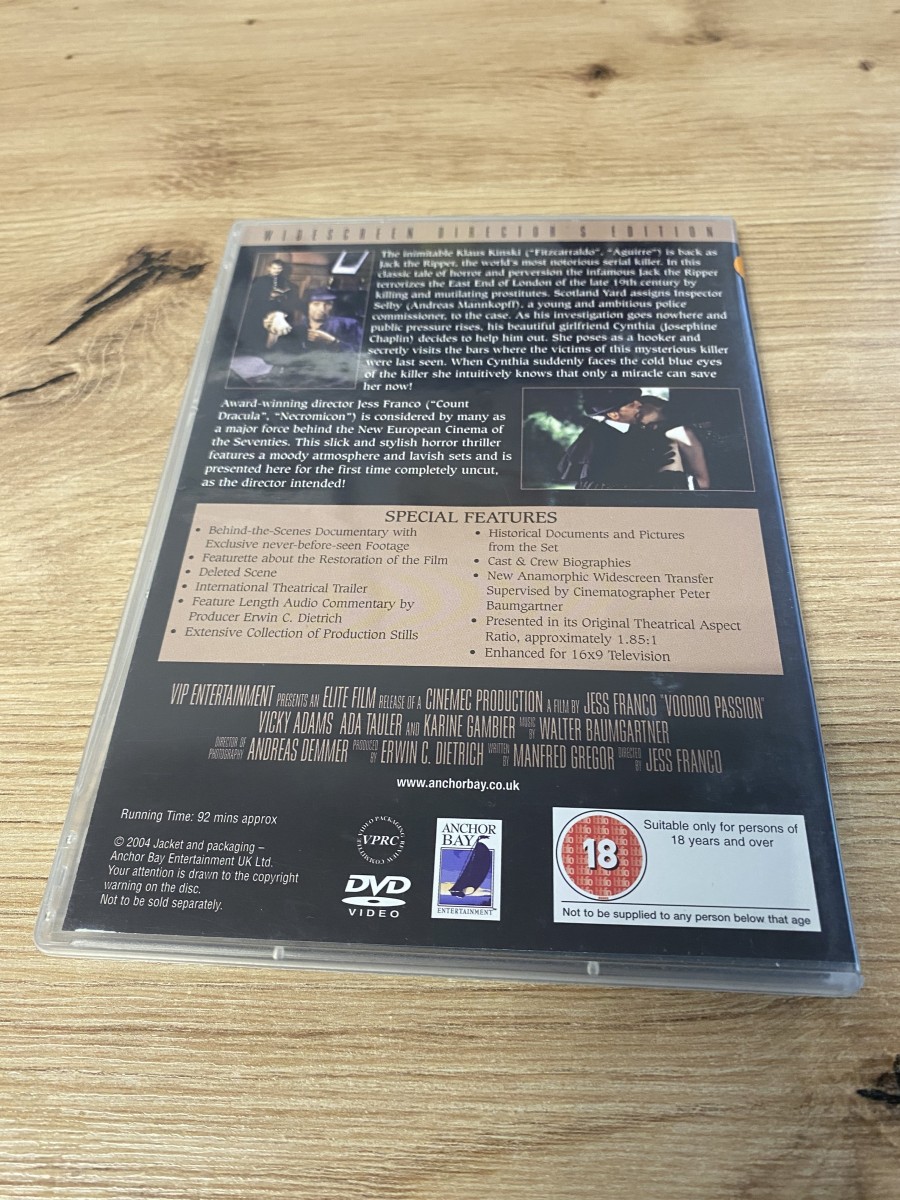 WIDESCREEN DIRECTOR'S EDITION
The inimitable Klaus Kinski ("Fitzcarraldo", "Aguirre") is back as
Jack the Ripper, the world's most notorious serial killer. In this
classic tale of horror and perversion the infamous Jack the Ripper
terrorizes the East End of London of the late 19th century by
killing and mutilating prostitutes. Scotland Yard assigns Inspector
Selby (Andreas Mannkopff), a young and ambitious police
commissioner, to the case. As his investigation goes nowhere and
public pressure rises, his beautiful girlfriend Cynthia (Josephine
Chaplin) decides to help him out. She poses as a hooker and
secretly visits the bars where the victims of this mysterious killer
were last seen. When Cynthia suddenly faces the cold blue eyes
of the killer she intuitively knows that only a miracle can save
her now!
Award-winning director Jess Franco ("Count
Dracula", "Necromicon") is considered by many as
a major force behind the New European Cinema of
the Seventies. This slick and stylish horror thriller
features a moody atmosphere and lavish sets and is
presented here for the first time completely uncut,
as the director intended!
SPECIAL FEATURES
• Behind-the-Scenes Documentary with
Exclusive never-before-seen Footage
• Featurette about the Restoration of the Film
• Deleted Scene
• International Theatrical Trailer
• Feature Length Audio Commentary by
Producer Erwin C. Dietrich
• Extensive Collection of Production Stills
• Historical Documents and Pictures
from the Set
• Cast & Crew Biographies
• New Anamorphic Widescreen Transfer
Supervised by Cinematographer Peter
Baumgartner
• Presented in its Original Theatrical Aspect
Ratio, approximately 1.85:1
• Enhanced for 16x9 Television
VIP ENTERTAINMENT PRESENTS AN ELITE FILM RELEASE OF A CINEMEC PRODUCTION A FILM BY JESS FRANCO "VOODOO PASSION"
VICKY ADAMS ADA TAULER AND KARINE GAMBIER MUSIC BY WALTER BAUMGARTNER
DIRECTOR OF PHOTOGRAPHY ANDREAS DEMMER PRODUCED BY ERWIN C. DIETRICH WRITTEN BY MANFRED GREGOR DIRECTED BY JESS FRANCO
www.anchorbay.co.uk
Running Time: 92 mins approx
© 2004 Jacket and packaging –
Anchor Bay Entertainment UK Ltd.
Your attention is drawn to the copyright
warning on the disc.
Not to be sold separately.
VIDEO PACKAGING REVIEW COMMITTEE
VPRC
DVD
VIDEO
ANCHOR
BAY
ENTERTAINMENT
18
Suitable only for persons of
18 years and over
Not to be supplied to any person below that age